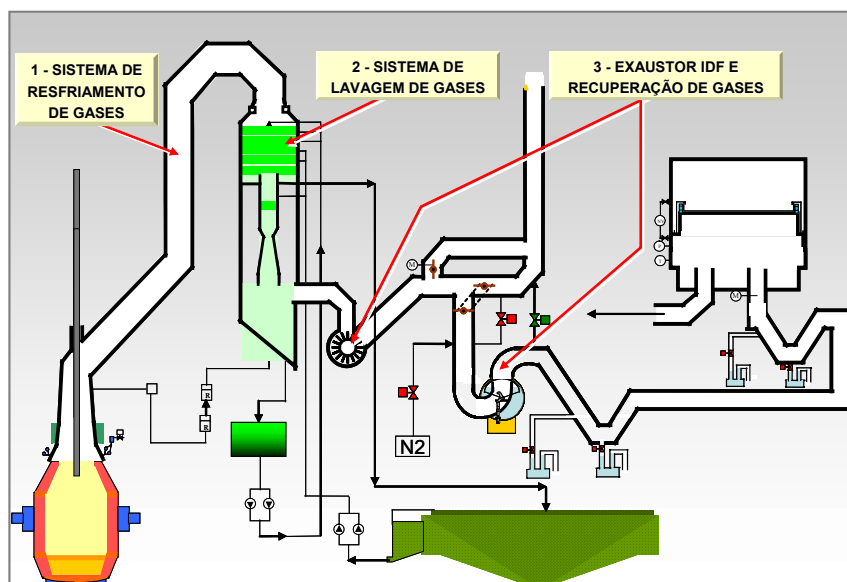 1 - SISTEMA DE
RESFRIAMENTO
DE GASES
2 - SISTEMA DE
LAVAGEM DE GASES
3 - EXAUSTOR IDF E
RECUPERAÇÃO DE GASES
M
M
P
R
R
N2